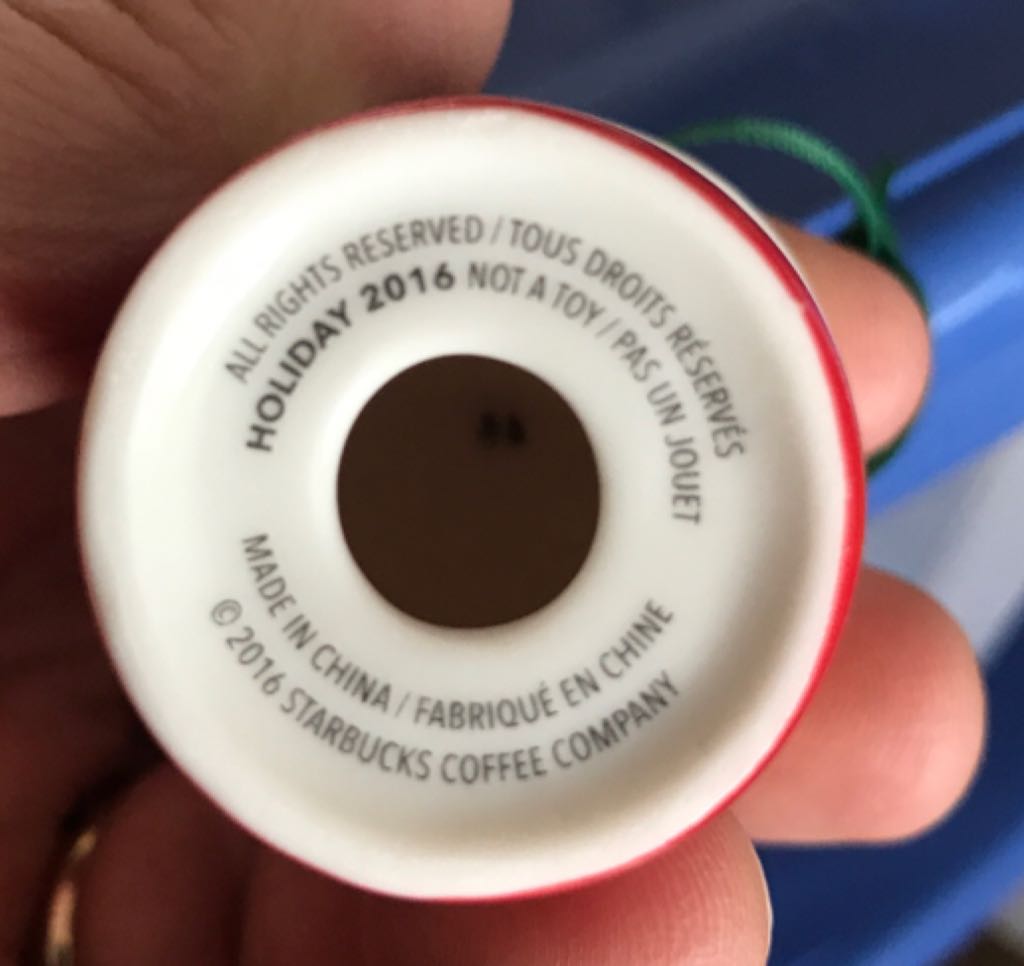 ALL RIGHTS RESERVED / TOUS DROITS RÉSERVÉS
HOLIDAY 2016 NOT A TOY / PAS UN JOUET
MADE IN CHINA / FABRIQUÉ EN CHINE
© 2016 STARBUCKS COFFEE COMPANY